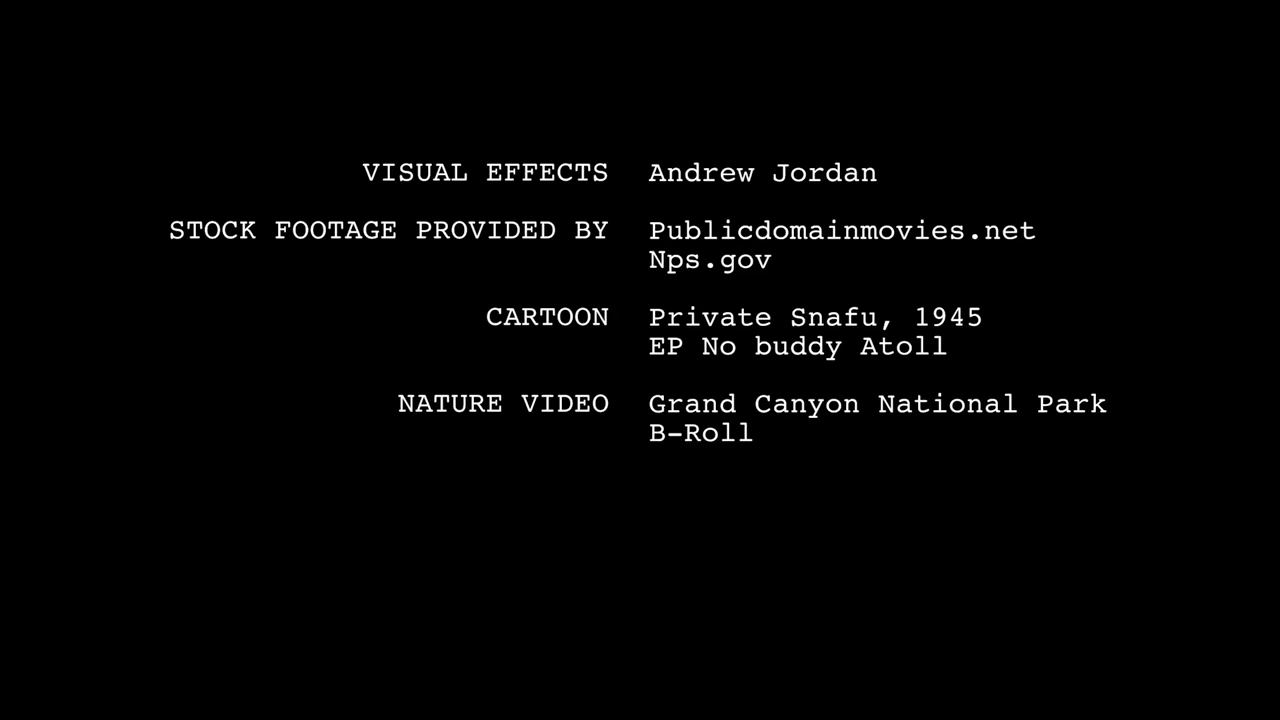 VISUAL EFFECTS Andrew Jordan
STOCK FOOTAGE PROVIDED BY Publicdomainmovies.net
Nps.gov
CARTOON Private Snafu, 1945
EP No buddy Atoll
NATURE VIDEO Grand Canyon National Park
B-Roll